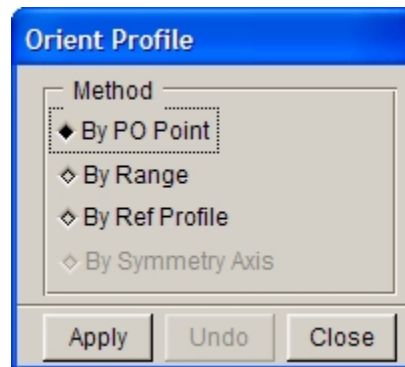 Orient Profile
Method
By PO Point
By Range
By Ref Profile
By Symmetry Axis
Apply Undo Close